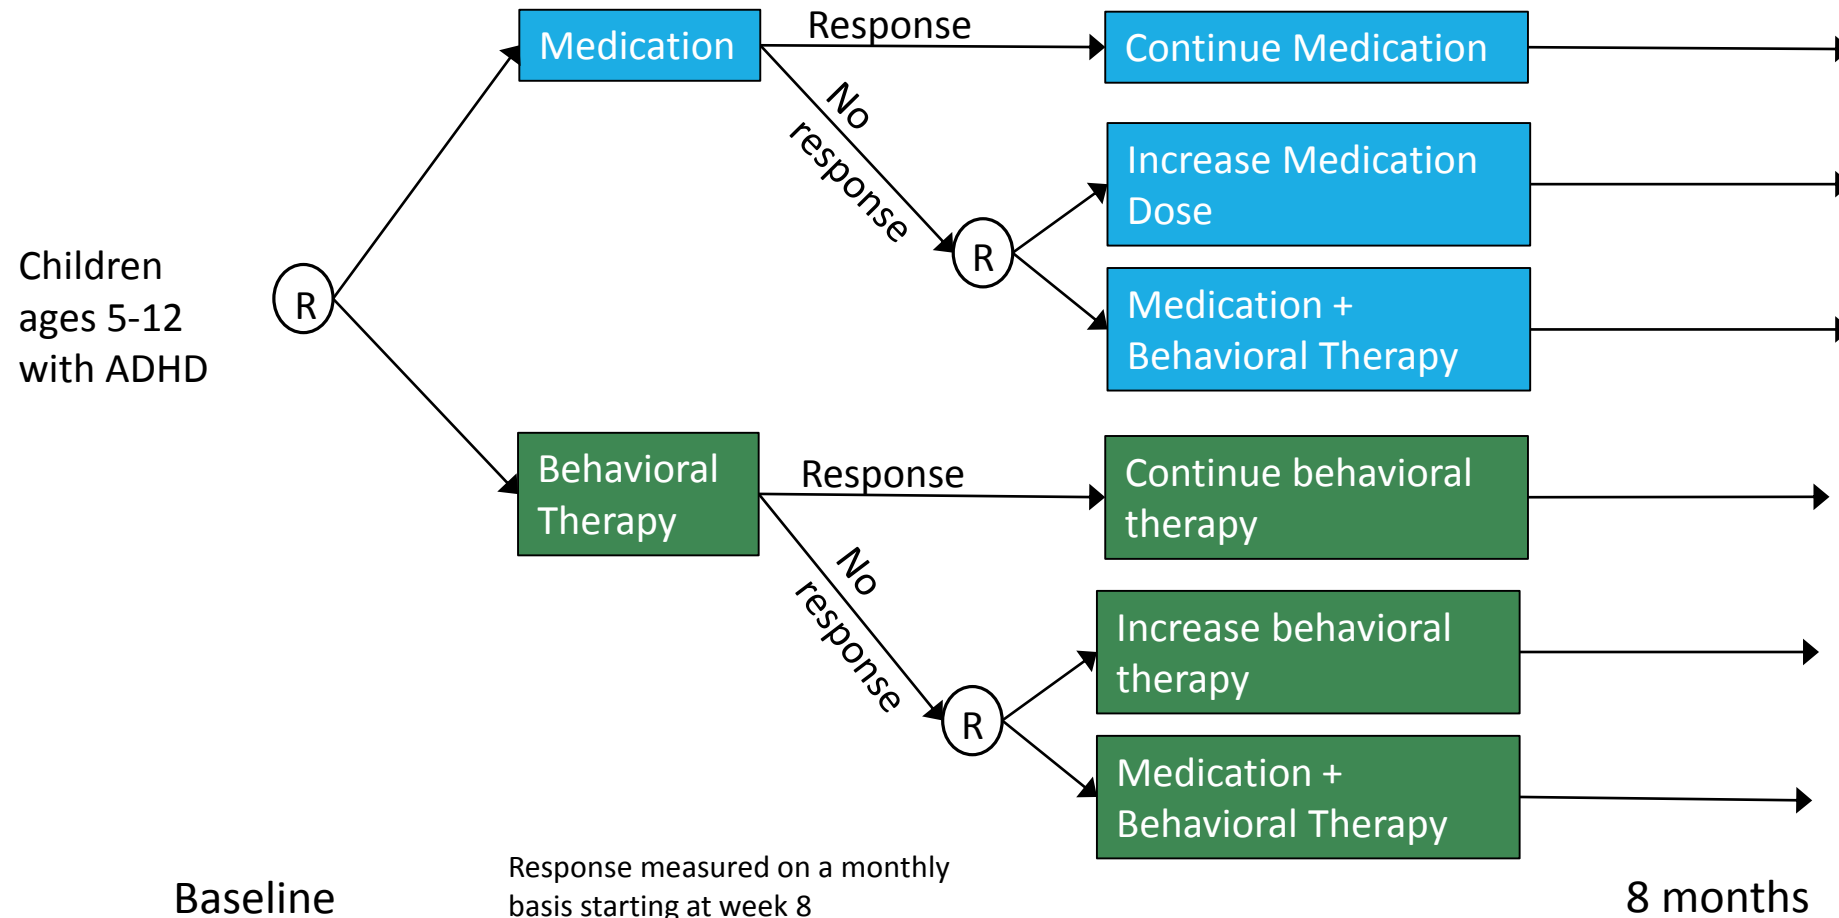 Medication
Response
Continue Medication
No
response
Increase Medication
Dose
R
Medication +
Behavioral Therapy
Children
ages 5-12
with ADHD
R
Behavioral
Therapy
Response
Continue behavioral
therapy
No
response
Increase behavioral
therapy
R
Medication +
Behavioral Therapy
Baseline
Response measured on a monthly
basis starting at week 8
8 months